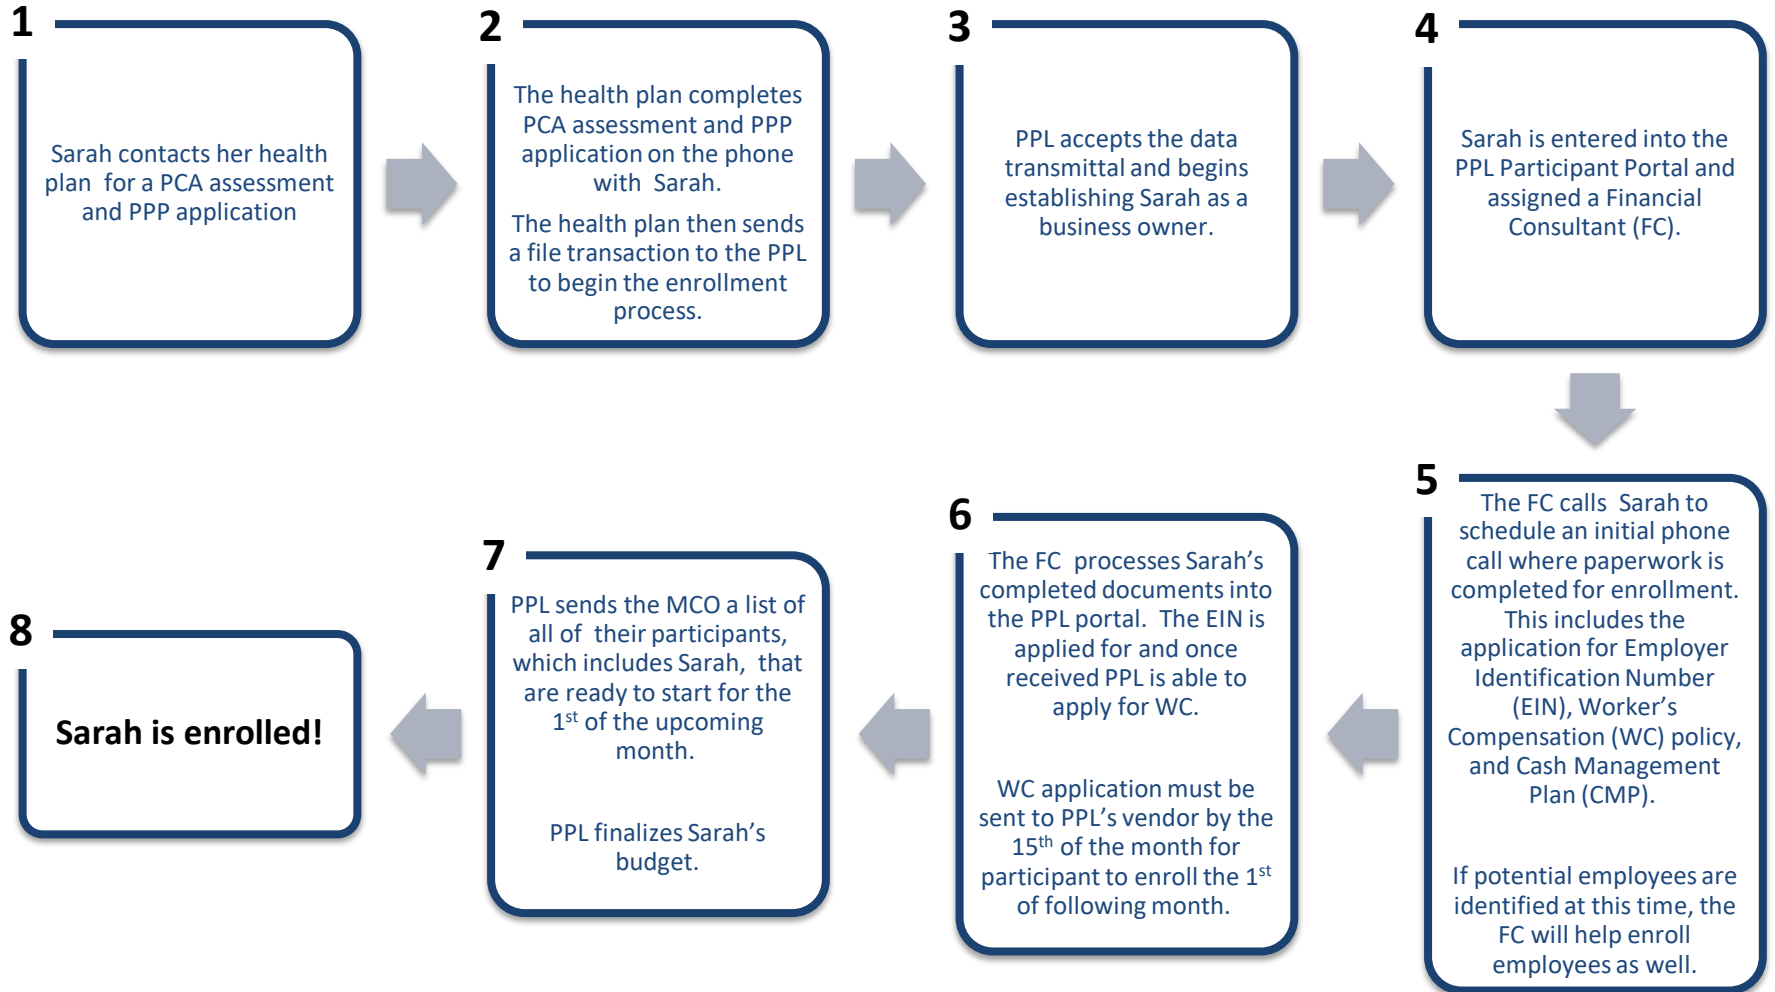 1
Sarah contacts her health
plan for a PCA assessment
and PPP application
2
The health plan completes
PCA assessment and PPP
application on the phone
with Sarah.
The health plan then sends
a file transaction to the PPL
to begin the enrollment
process.
3
PPL accepts the data
transmittal and begins
establishing Sarah as a
business owner.
4
Sarah is entered into the
PPL Participant Portal and
assigned a Financial
Consultant (FC).
5
The FC calls Sarah to
schedule an initial phone
call where paperwork is
completed for enrollment.
This includes the
application for Employer
Identification Number
(EIN), Worker's
Compensation (WC) policy,
and Cash Management
Plan (CMP).
If potential employees are
identified at this time, the
FC will help enroll
employees as well.
6
The FC processes Sarah's
completed documents into
the PPL portal. The EIN is
applied for and once
received PPL is able to
apply for WC.
WC application must be
sent to PPL's vendor by the
15th of the month for
participant to enroll the 1st
of following month.
7
PPL sends the MCO a list of
all of their participants,
which includes Sarah, that
are ready to start for the
1st of the upcoming
month.
PPL finalizes Sarah's
budget.
8
Sarah is enrolled!